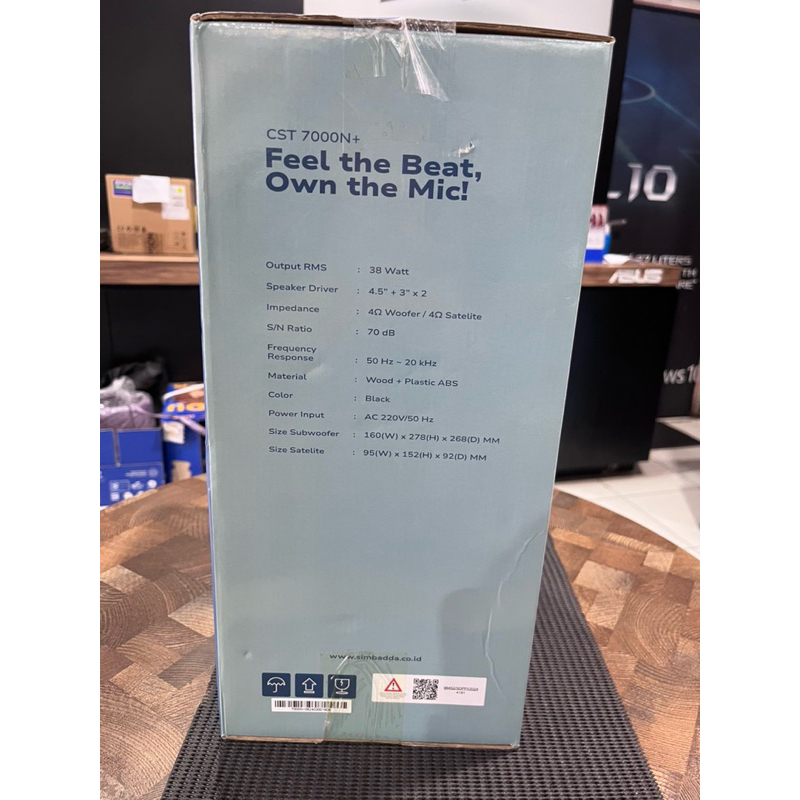 CST 7000N+
Feel the Beat,
Own the Mic!
Output RMS : 38 Watt
Speaker Driver : 4.5" + 3" x 2
Impedance : 4Ω Woofer / 4Ω Satelite
S/N Ratio : 70 dB
Frequency
Response : 50 Hz ~ 20 kHz
Material : Wood + Plastic ABS
Color : Black
Power Input : AC 220V/50 Hz
Size Subwoofer : 160(W) x 278(H) x 268(D) MM
Size Satelite : 95(W) x 152(H) x 92(D) MM
www.simbadda.co.id
10
ASUS
LITERS